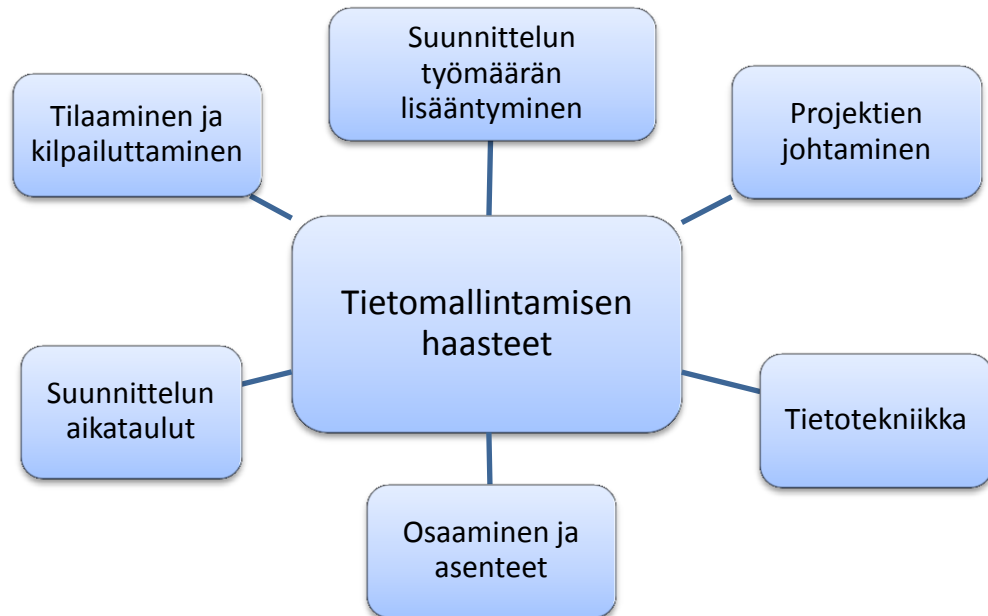 Suunnittelun
työmäärän
lisääntyminen
Tilaaminen ja
kilpailuttaminen
Projektien
johtaminen
Tietomallintamisen
haasteet
Suunnittelun
aikataulut
Tietotekniikka
Osaaminen ja
asenteet